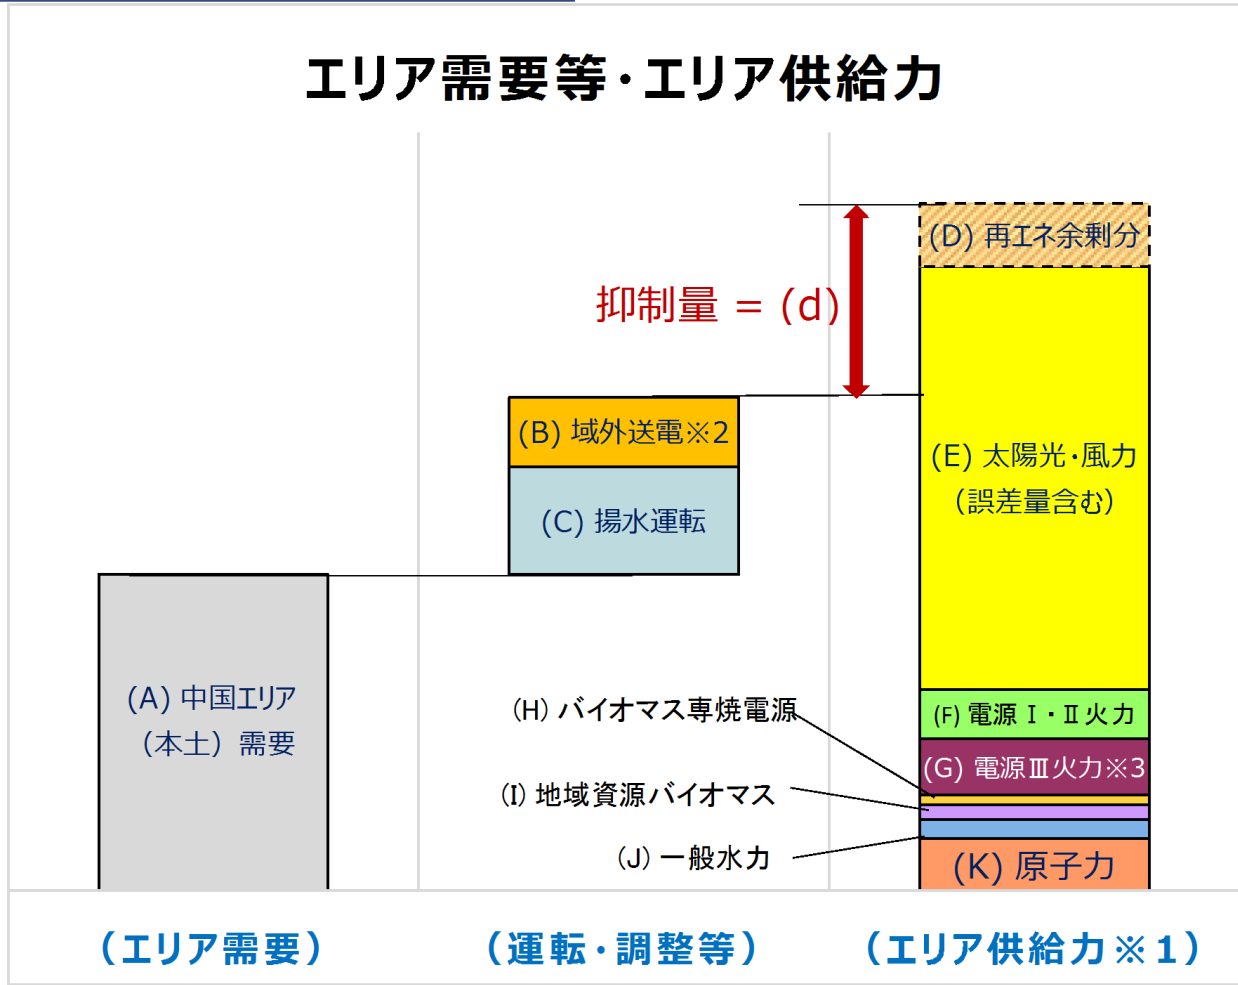 エリア需要等・エリア供給力
(D) 再エネ余剰分
抑制量 = (d)
(B) 域外送電※2
(E) 太陽光・風力
（誤差量含む）
(C) 揚水運転
(A) 中国エリア
（本土）需要
(H) バイオマス専焼電源
(F) 電源Ⅰ・Ⅱ火力
(G) 電源Ⅲ火力※3
(I) 地域資源バイオマス
(J) 一般水力
(K) 原子力
（エリア需要）
（運転・調整等）
（エリア供給力※1）